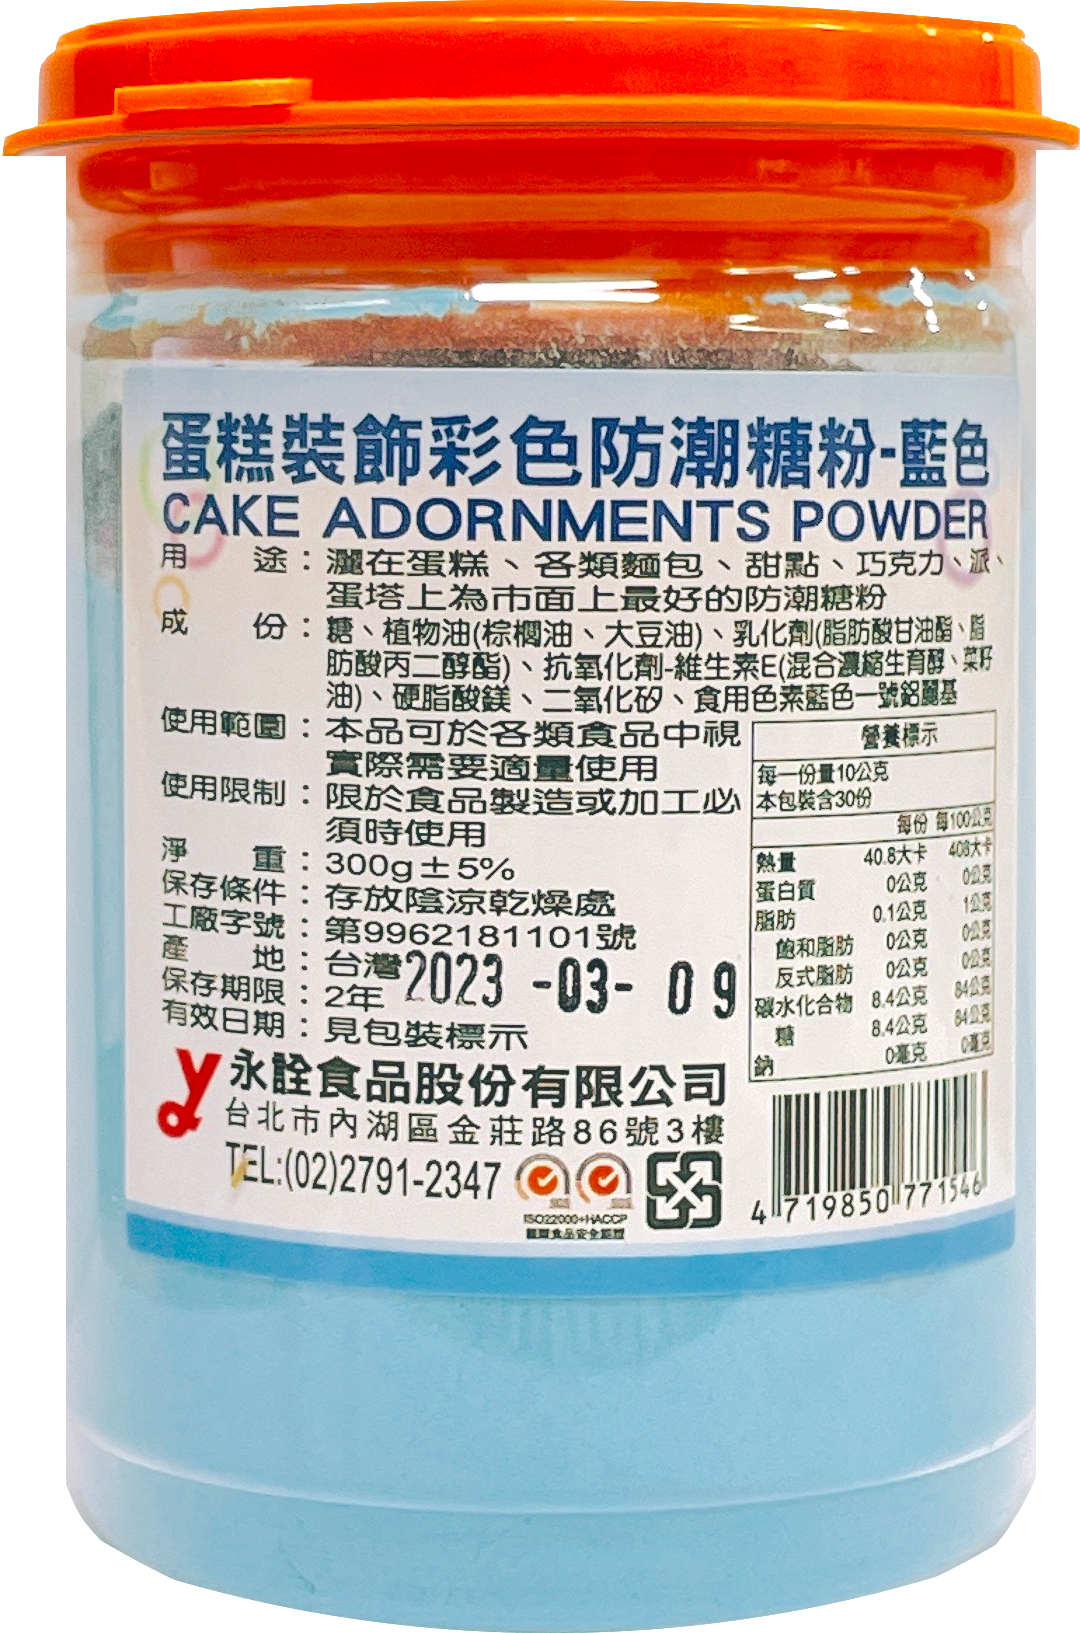 蛋糕裝飾彩色防潮糖粉-藍色
CAKE ADORNMENTS POWDER
用途：灑在蛋糕、各類麵包、甜點、巧克力、派、
蛋塔上為市面上最好的防潮糖粉
成份：糖、植物油(棕櫚油、大豆油)、乳化劑(脂肪酸甘油酯、脂
肪酸丙二醇酯)、抗氧化劑-維生素E(混合濃縮生育醇、菜籽
油)、硬脂酸鎂、二氧化矽、食用色素藍色一號鋁麗基
使用範圍：本品可於各類食品中視
實際需要適量使用
使用限制：限於食品製造或加工必
須時使用
淨重：300g±5%
保存條件：存放陰涼乾燥處
工廠字號：第9962181101號
產地：台灣
保存期限：2年
2023-03-09
有效日期：見包裝標示
營養標示
每一份量10公克
本包裝含30份
每份 每100公克
熱量 40.8大卡 408大卡
蛋白質 0公克 0公克
脂肪 0.1公克 1公克
飽和脂肪 0公克 0公克
反式脂肪 0公克 0公克
碳水化合物 8.4公克 84公克
糖 8.4公克 84公克
鈉 0毫克 0毫克
永詮食品股份有限公司
台北市內湖區金莊路86號3樓
TEL:(02)2791-2347
ISO22000+HACCP
4 719850 771546